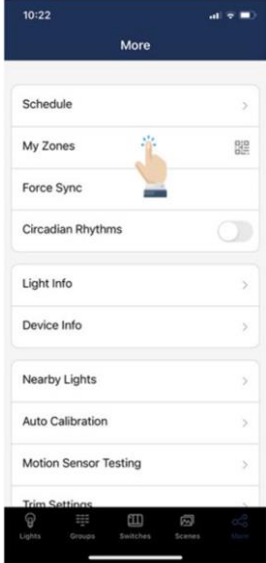 10:22
More
Schedule
My Zones
Force Sync
Circadian Rhythms
Light Info
Device Info
Nearby Lights
Auto Calibration
Motion Sensor Testing
Trim Settings
Lights Groups Switches Scenes More